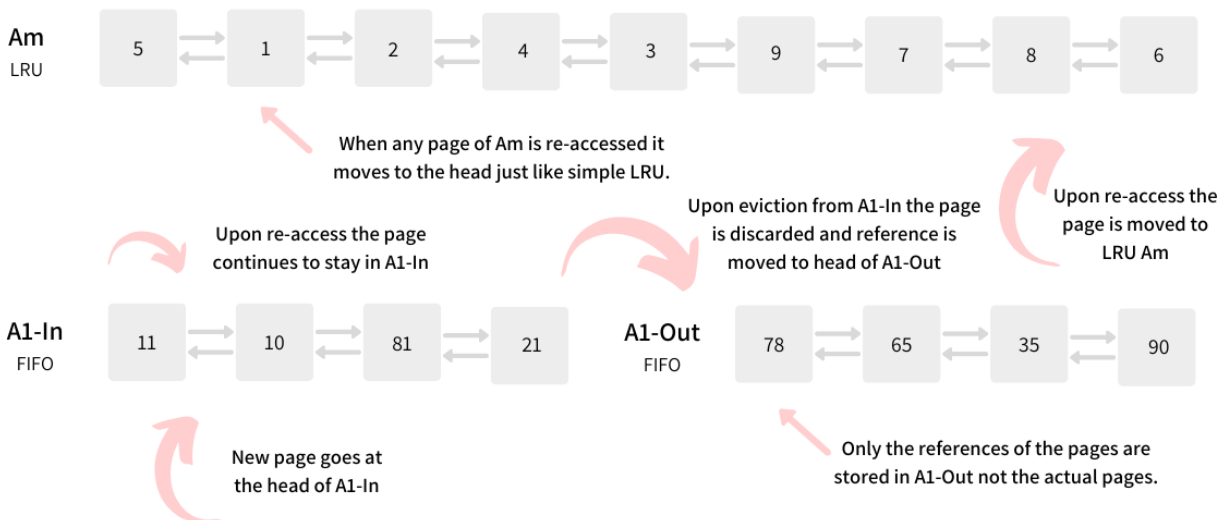 Am
LRU
5
1
2
4
3
9
7
8
6
When any page of Am is re-accessed it
moves to the head just like simple LRU.
Upon re-access the page
continues to stay in A1-In
Upon eviction from A1-In the page
is discarded and reference is
moved to head of A1-Out
Upon re-access the
page is moved to
LRU Am
A1-In
FIFO
11
10
81
21
A1-Out
FIFO
78
65
35
90
New page goes at
the head of A1-In
Only the references of the pages are
stored in A1-Out not the actual pages.